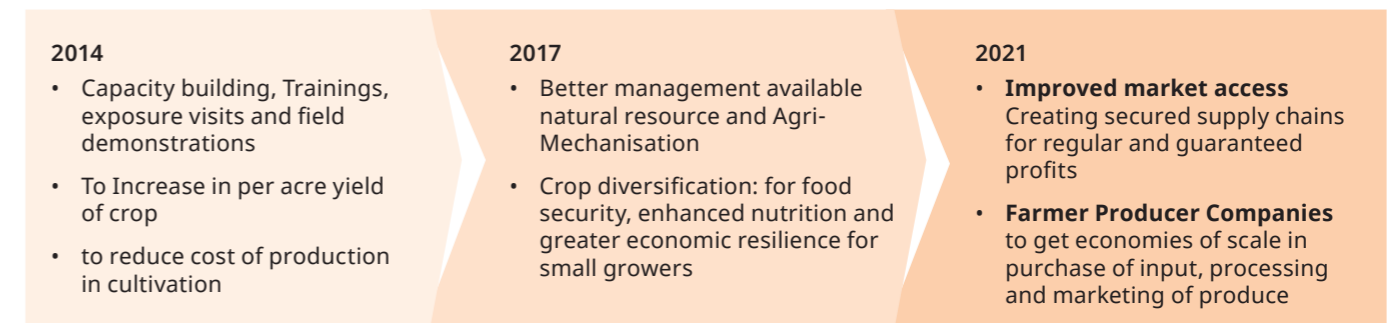 2014
• Capacity building, Trainings,
exposure visits and field
demonstrations
• To Increase in per acre yield
of crop
• to reduce cost of production
in cultivation
2017
• Better management available
natural resource and Agri-
Mechanisation
• Crop diversification: for food
security, enhanced nutrition and
greater economic resilience for
small growers
2021
• Improved market access
Creating secured supply chains
for regular and guaranteed
profits
• Farmer Producer Companies
to get economies of scale in
purchase of input, processing
and marketing of produce